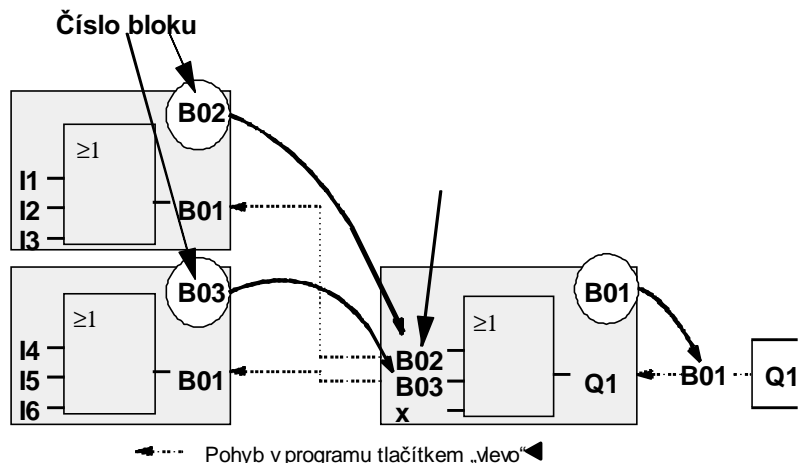 Číslo bloku
B02
≥1
I1
I2
I3
B01
B03
≥1
I4
I5
I6
B01
B01
≥1
B02
B03
x
Q1
B01
Q1
Pohyb v programu tlačítkem „vlevo“